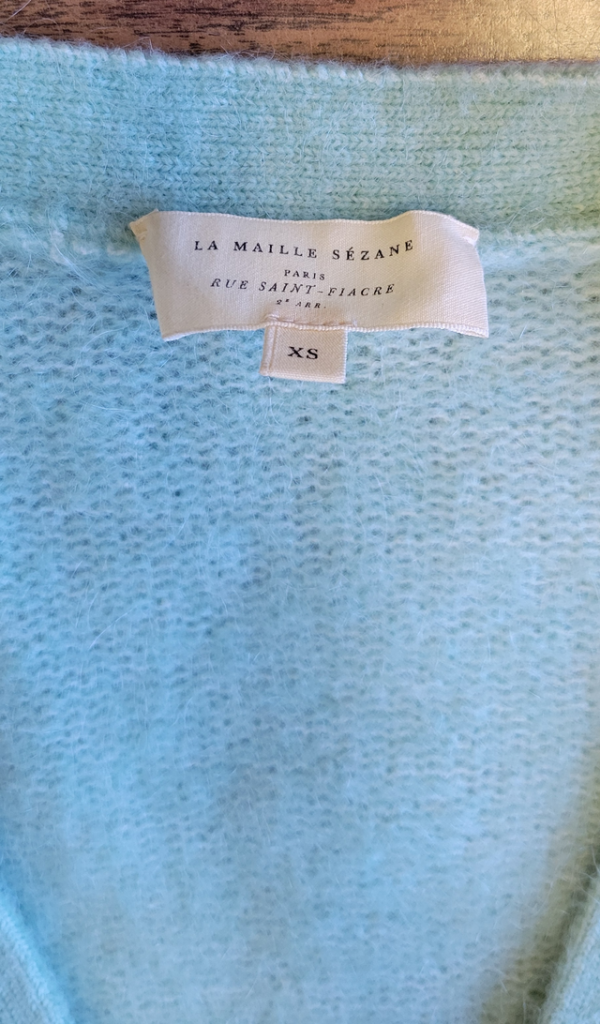 LA MAILLE SÉZANE
PARIS
RUE SAINT-FIACRE
2e ARR.
XS